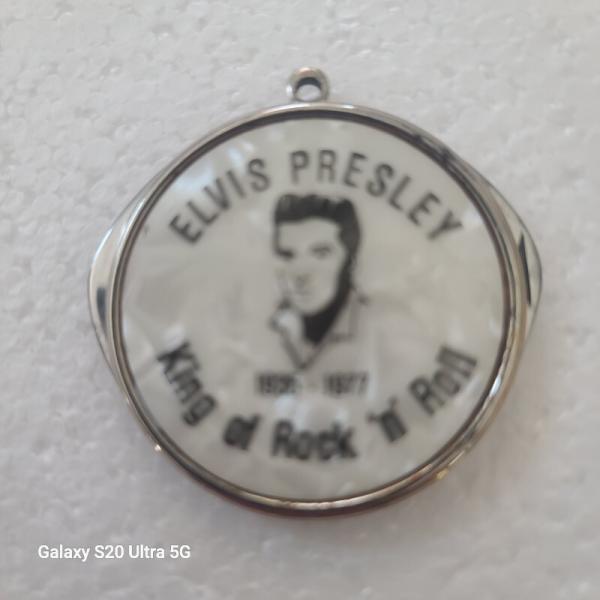 ELVIS PRESLEY
1935 - 1977
King of Rock 'n' Roll
Galaxy S20 Ultra 5G